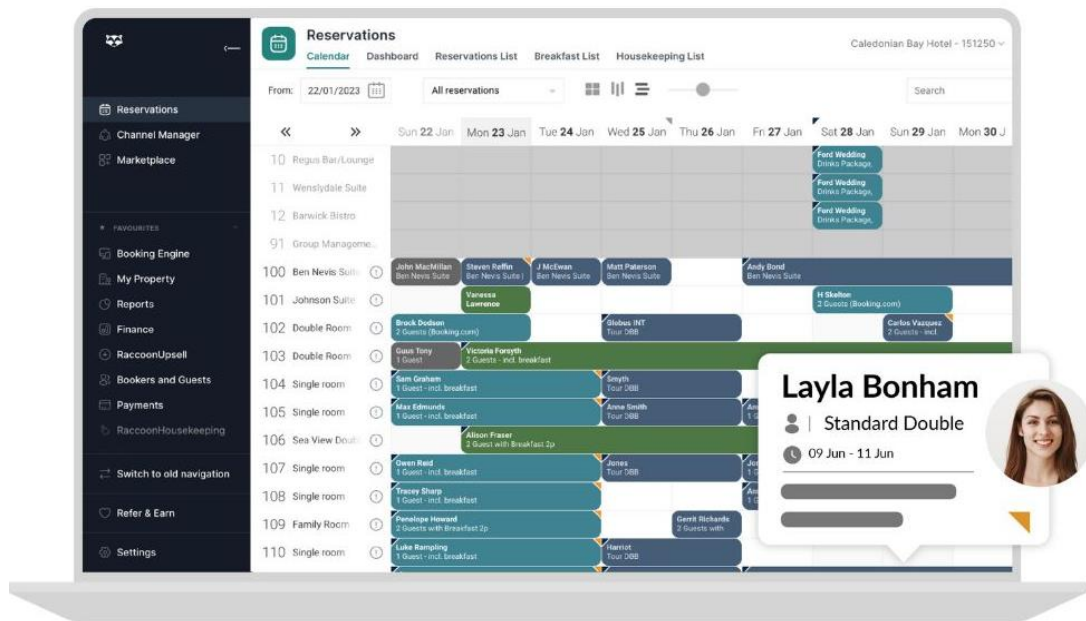 Reservations
Calendar Dashboard Reservations List Breakfast List Housekeeping List
Caledonian Bay Hotel - 151250
From: 22/01/2023 All reservations Search
Reservations
Channel Manager
Marketplace
FAVOURITES
Booking Engine
My Property
Reports
Finance
RaccoonUpsell
Bookers and Guests
Payments
RaccoonHousekeeping
Switch to old navigation
Refer & Earn
Settings
« » Sun 22 Jan Mon 23 Jan Tue 24 Jan Wed 25 Jan Thu 26 Jan Fri 27 Jan Sat 28 Jan Sun 29 Jan Mon 30 J
10 Regus Bar/Lounge
Ford Wedding
Drinks Package,
11 Wenslydale Suite
Ford Wedding
Drinks Package,
12 Barwick Bistro
Ford Wedding
Drinks Package,
91 Group Manageme...
100 Ben Nevis Suite
John MacMillan
Ben Nevis Suite
Steven Reffin
Ben Nevis Suite |
J McEwan
Ben Nevis Suite
Matt Paterson
Ben Nevis Suite
Andy Bond
Ben Nevis Suite
101 Johnson Suite
Vanessa
Lawrence
H Skelton
2 Guests (Booking.com)
102 Double Room
Brock Dodson
2 Guests (Booking.com)
Globus INT
Tour DBB
Carlos Vazquez
2 Guests - incl.
103 Double Room
Guus Tony
1 Guest
Victoria Forsyth
2 Guests - incl. breakfast
104 Single room
Sam Graham
1 Guest - incl. breakfast
Smyth
Tour DBB
105 Single room
Max Edmunds
1 Guest - incl. breakfast
Anne Smith
Tour DBB
106 Sea View Doub
Alison Fraser
2 Guest with Breakfast 2p
107 Single room
Owen Reid
1 Guest - incl. breakfast
Jones
Tour DBB
108 Single room
Tracey Sharp
1 Guest - incl. breakfast
109 Family Room
Penelope Howard
2 Guests with Breakfast 2p
Gerrit Richards
2 Guests with
110 Single room
Luke Rampling
1 Guest - incl. breakfast
Harriot
Tour DBB
Layla Bonham
Standard Double
09 Jun - 11 Jun